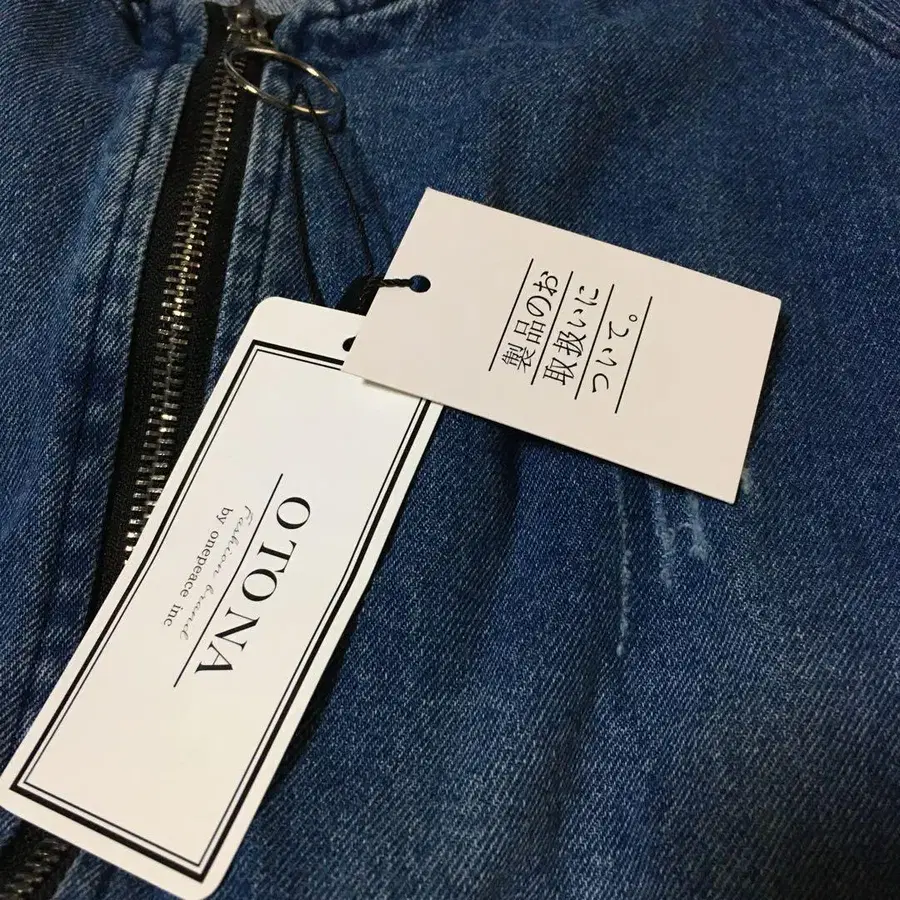 製品のお
取扱いに
ついて。
OTONA
Fashion brand
by onepeace inc